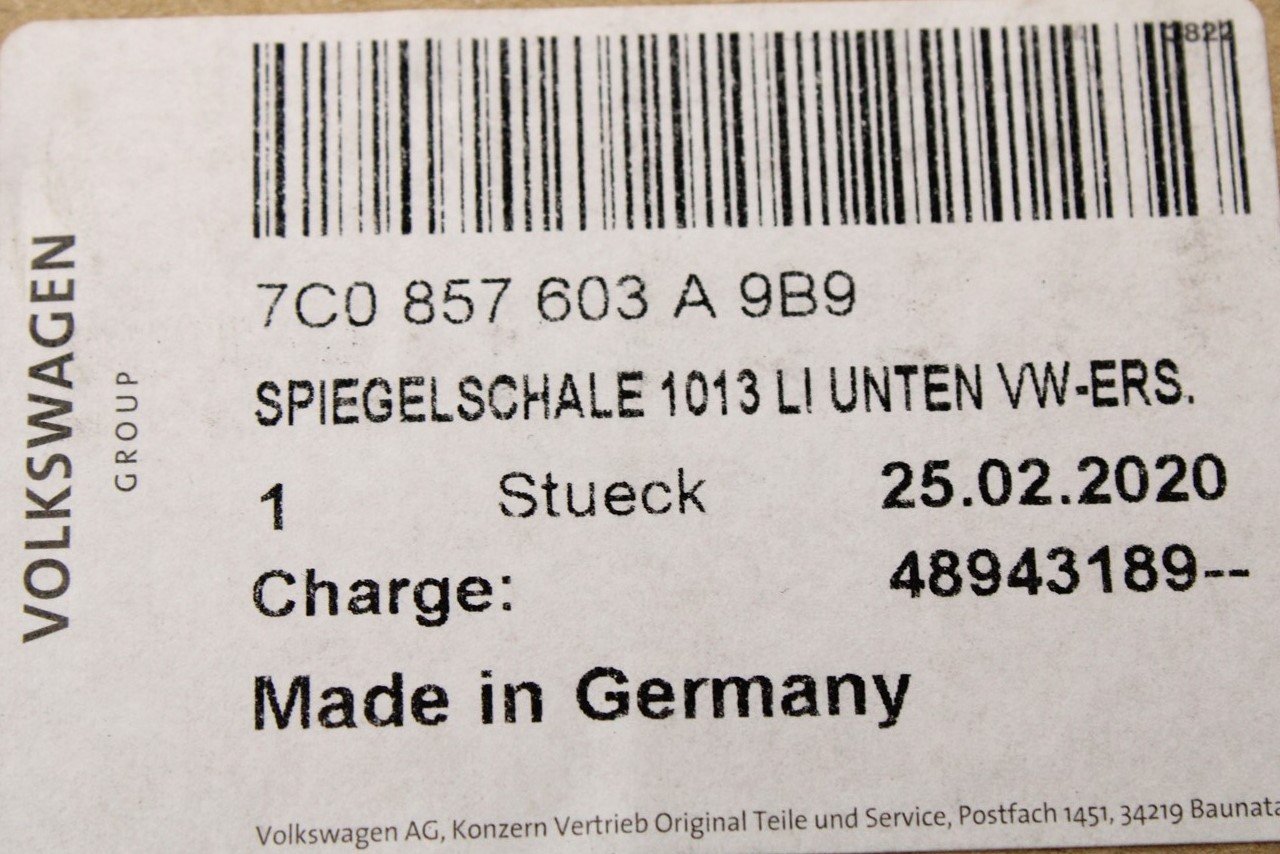 3822
VOLKSWAGEN
GROUP
7C0 857 603 A 9B9
SPIEGELSCHALE 1013 LI UNTEN VW-ERS.
1 Stueck 25.02.2020
Charge: 48943189--
Made in Germany
Volkswagen AG, Konzern Vertrieb Original Teile und Service, Postfach 1451, 34219 Baunata